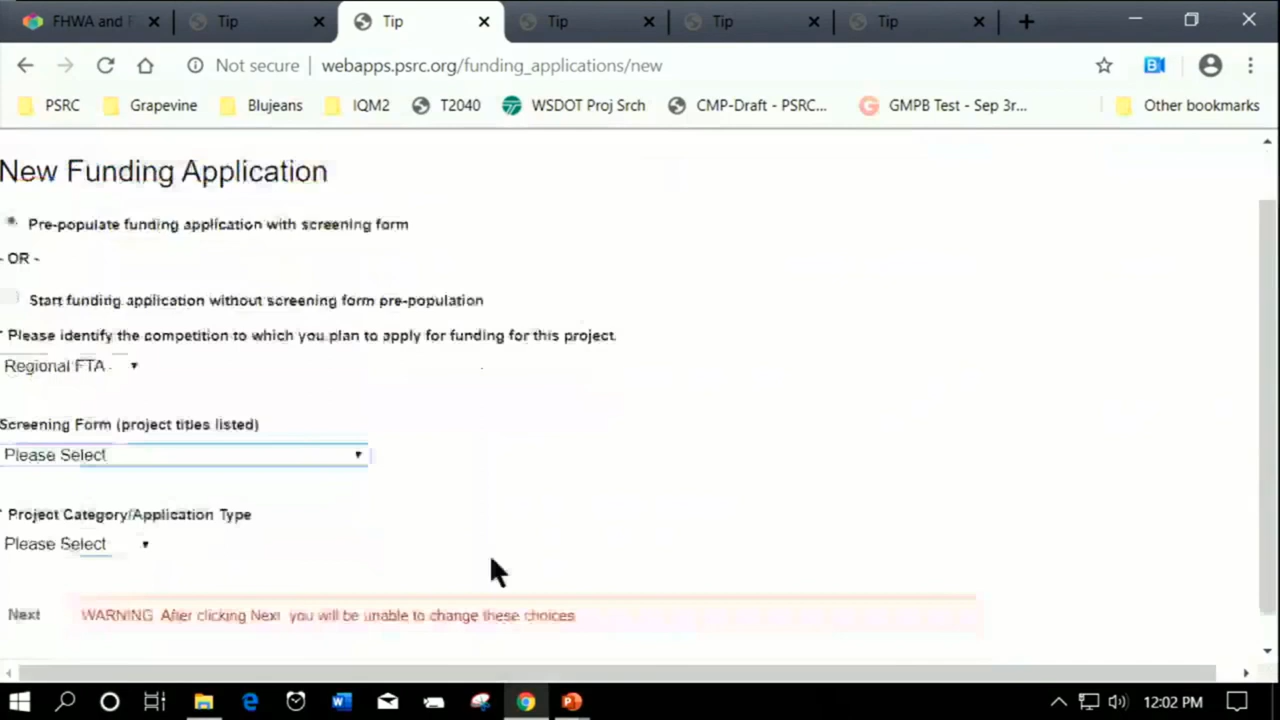 FHWA and F
Tip
Tip
Tip
Tip
Tip
Not secure
webapps.psrc.org/funding_applications/new
PSRC
Grapevine
Blujeans
IQM2
T2040
WSDOT Proj Srch
CMP-Draft - PSRC...
GMPB Test - Sep 3r...
Other bookmarks
New Funding Application
Pre-populate funding application with screening form
- OR -
Start funding application without screening form pre-population
* Please identify the competition to which you plan to apply for funding for this project.
Regional FTA
Screening Form (project titles listed)
Please Select
* Project Category/Application Type
Please Select
Next
WARNING After clicking Next you will be unable to change these choices
12:02 PM